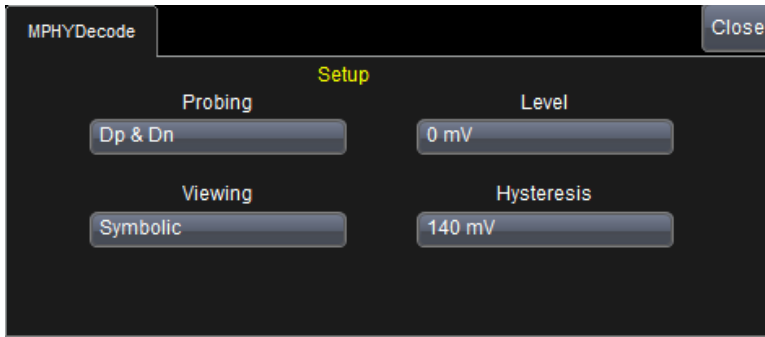 MPHYDecode
Close
Setup
Probing
Level
Dp & Dn
0 mV
Viewing
Hysteresis
Symbolic
140 mV